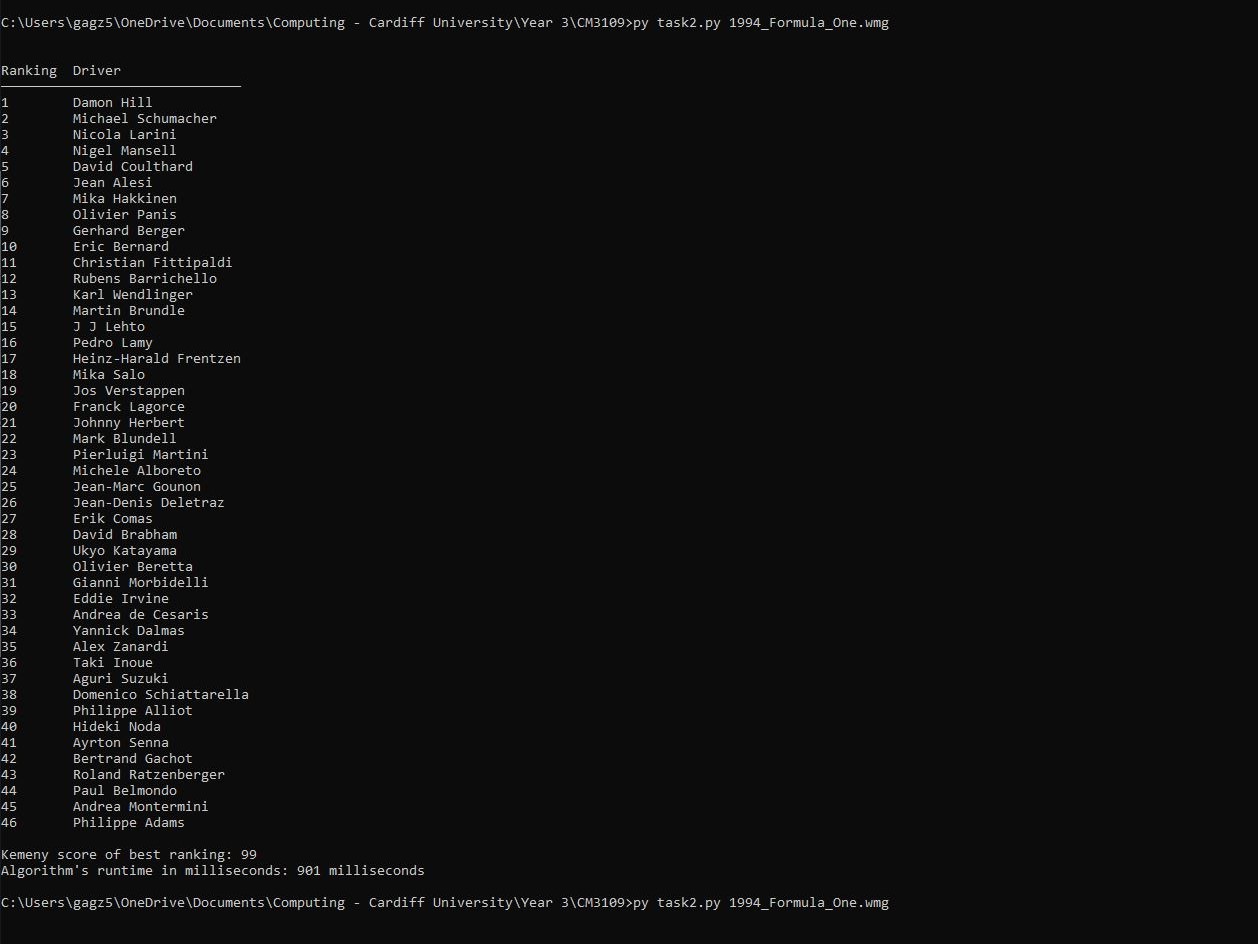 C:\Users\gagz5\OneDrive\Documents\Computing - Cardiff University\Year 3\CM3109>py task2.py 1994_Formula_One.wmg
Ranking  Driver
1        Damon Hill
2        Michael Schumacher
3        Nicola Larini
4        Nigel Mansell
5        David Coulthard
6        Jean Alesi
7        Mika Hakkinen
8        Olivier Panis
9        Gerhard Berger
10       Eric Bernard
11       Christian Fittipaldi
12       Rubens Barrichello
13       Karl Wendlinger
14       Martin Brundle
15       J J Lehto
16       Pedro Lamy
17       Heinz-Harald Frentzen
18       Mika Salo
19       Jos Verstappen
20       Franck Lagorce
21       Johnny Herbert
22       Mark Blundell
23       Pierluigi Martini
24       Michele Alboreto
25       Jean-Marc Gounon
26       Jean-Denis Deletraz
27       Erik Comas
28       David Brabham
29       Ukyo Katayama
30       Olivier Beretta
31       Gianni Morbidelli
32       Eddie Irvine
33       Andrea de Cesaris
34       Yannick Dalmas
35       Alex Zanardi
36       Taki Inoue
37       Aguri Suzuki
38       Domenico Schiattarella
39       Philippe Alliot
40       Hideki Noda
41       Ayrton Senna
42       Bertrand Gachot
43       Roland Ratzenberger
44       Paul Belmondo
45       Andrea Montermini
46       Philippe Adams
Kemeny score of best ranking: 99
Algorithm's runtime in milliseconds: 901 milliseconds
C:\Users\gagz5\OneDrive\Documents\Computing - Cardiff University\Year 3\CM3109>py task2.py 1994_Formula_One.wmg